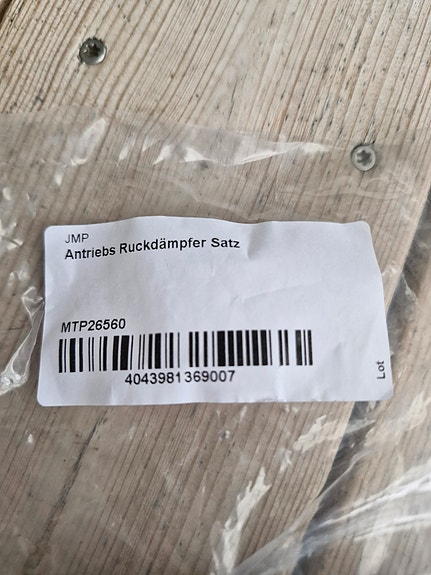 JMP
Antriebs Ruckdämpfer Satz
MTP26560
4043981369007
Lot